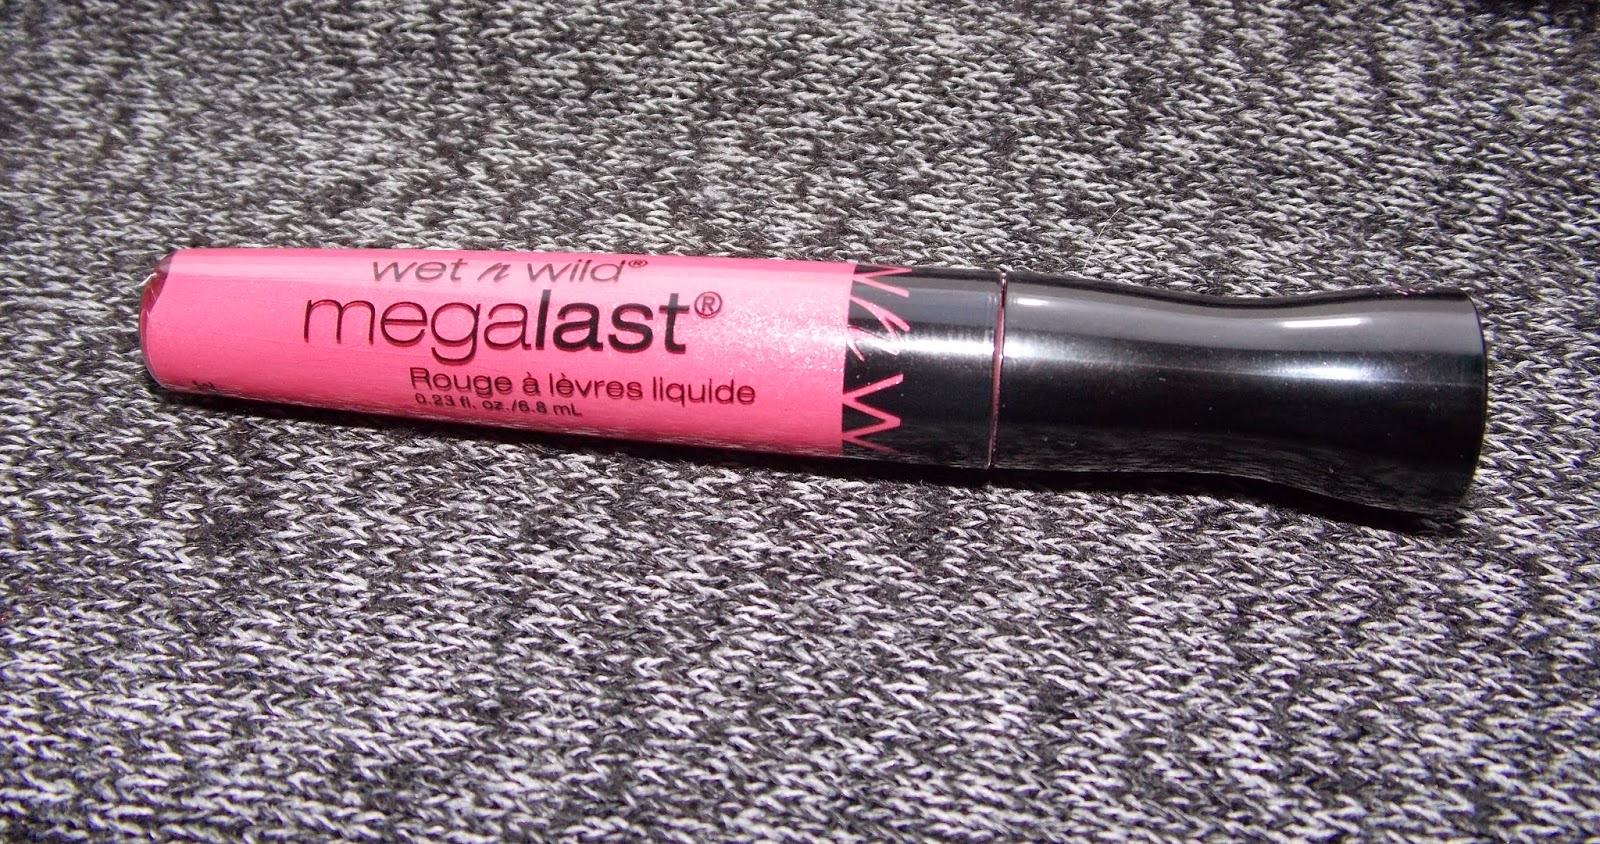 wet n wild®
megalast®
Rouge à lèvres liquide
0.23 fl. oz./6.8 mL
W n W